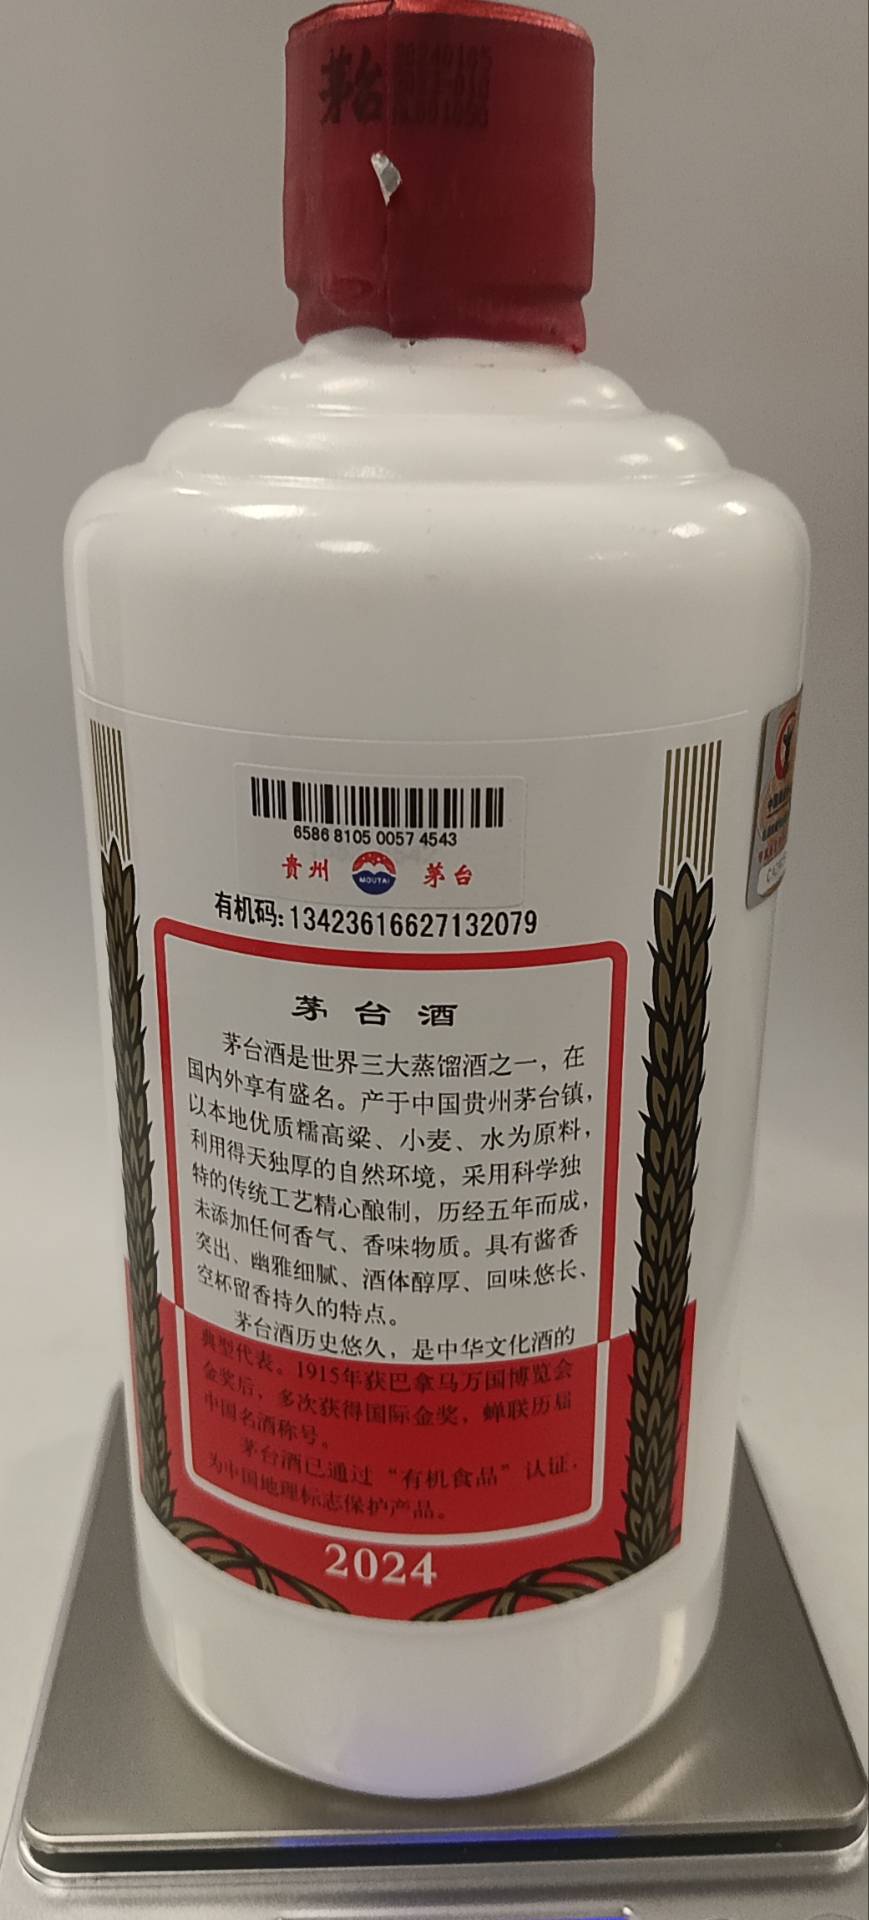 茅台
6586 8105 0057 4543
贵州 MOUTAI 茅台
有机码:13423616627132079
茅台酒
茅台酒是世界三大蒸馏酒之一，在
国内外享有盛名。产于中国贵州茅台镇，
以本地优质糯高粱、小麦、水为原料，
利用得天独厚的自然环境，采用科学独
特的传统工艺精心酿制，历经五年而成，
未添加任何香气、香味物质。具有酱香
突出、幽雅细腻、酒体醇厚、回味悠长、
空杯留香持久的特点。
茅台酒历史悠久，是中华文化酒的
典型代表。1915年获巴拿马万国博览会
金奖后，多次获得国际金奖，蝉联历届
中国名酒称号。
茅台酒已通过“有机食品”认证，
为中国地理标志保护产品。
2024